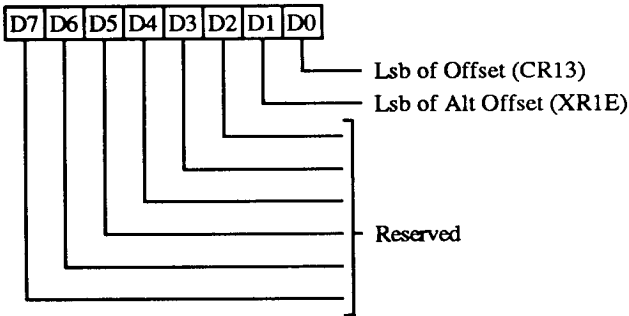 D7 D6 D5 D4 D3 D2 D1 D0
Lsb of Offset (CR13)
Lsb of Alt Offset (XR1E)
Reserved